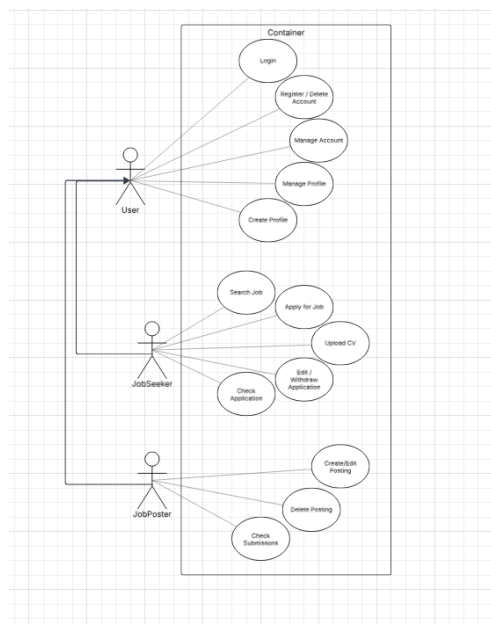 Container
Login
Register / Delete
Account
Manage Account
Manage Profile
Create Profile
User
Search Job
Apply for Job
Upload CV
Edit /
Withdraw
Application
Check
Application
JobSeeker
Create/Edit
Posting
Delete Posting
Check
Submissons
JobPoster